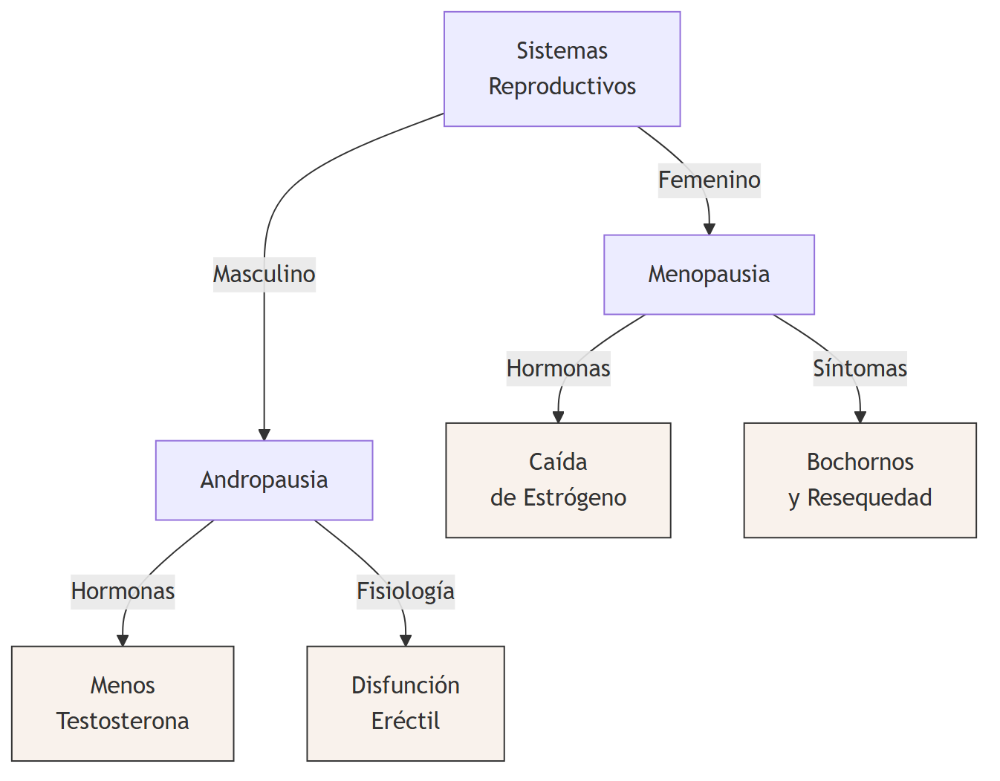 Sistemas
Reproductivos
Femenino
Masculino
Menopausia
Hormonas
Síntomas
Caída
de Estrógeno
Bochornos
y Resequedad
Andropausia
Hormonas
Fisiología
Menos
Testosterona
Disfunción
Eréctil